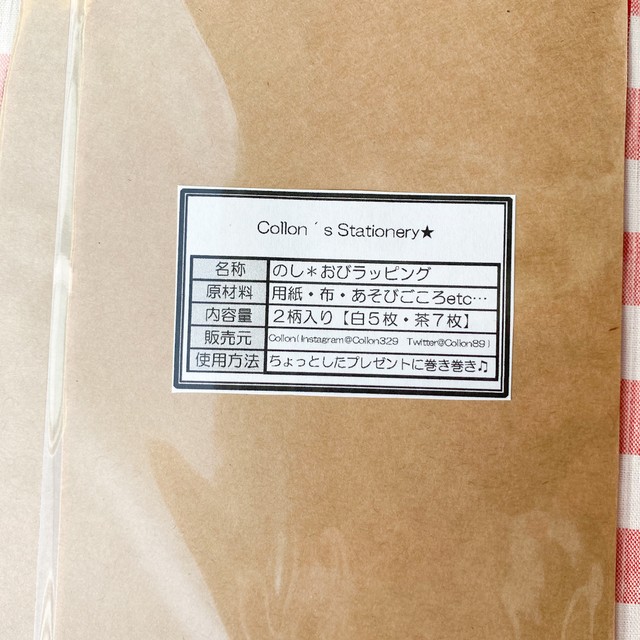 Collon´s Stationery★
名称 のし＊おびラッピング
原材料 用紙・布・あそびごころetc…
内容量 2柄入り【白5枚・茶7枚】
販売元 Collon(Instagram@Collon329 Twitter@Collon89)
使用方法 ちょっとしたプレゼントに巻き巻き♫